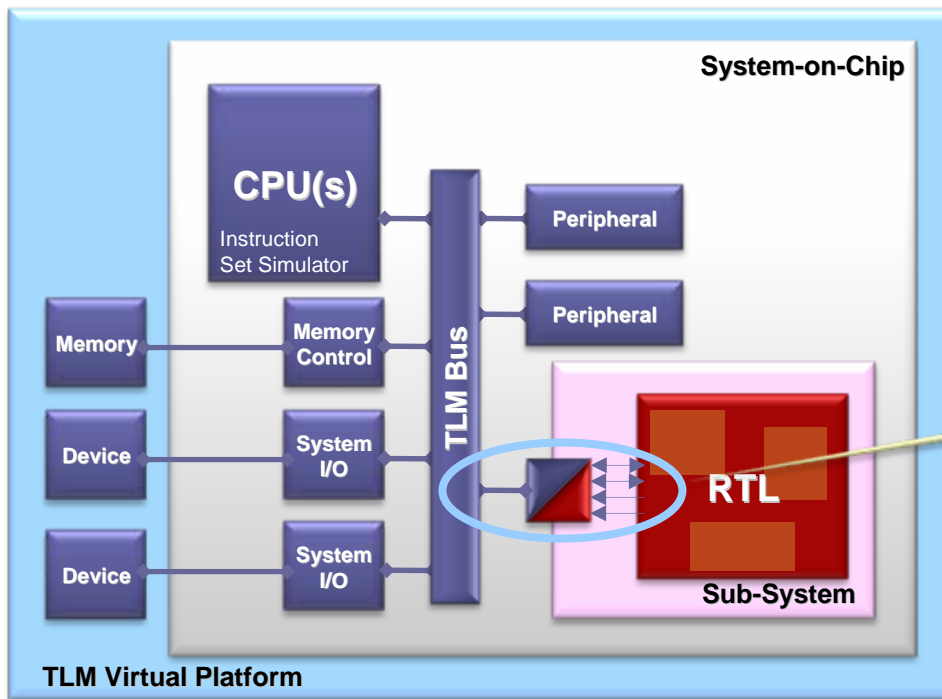 System-on-Chip
CPU(s)
Instruction
Set Simulator
Peripheral
Peripheral
Memory
Memory
Control
TLM Bus
Device
System
I/O
RTL
Device
System
I/O
Sub-System
TLM Virtual Platform